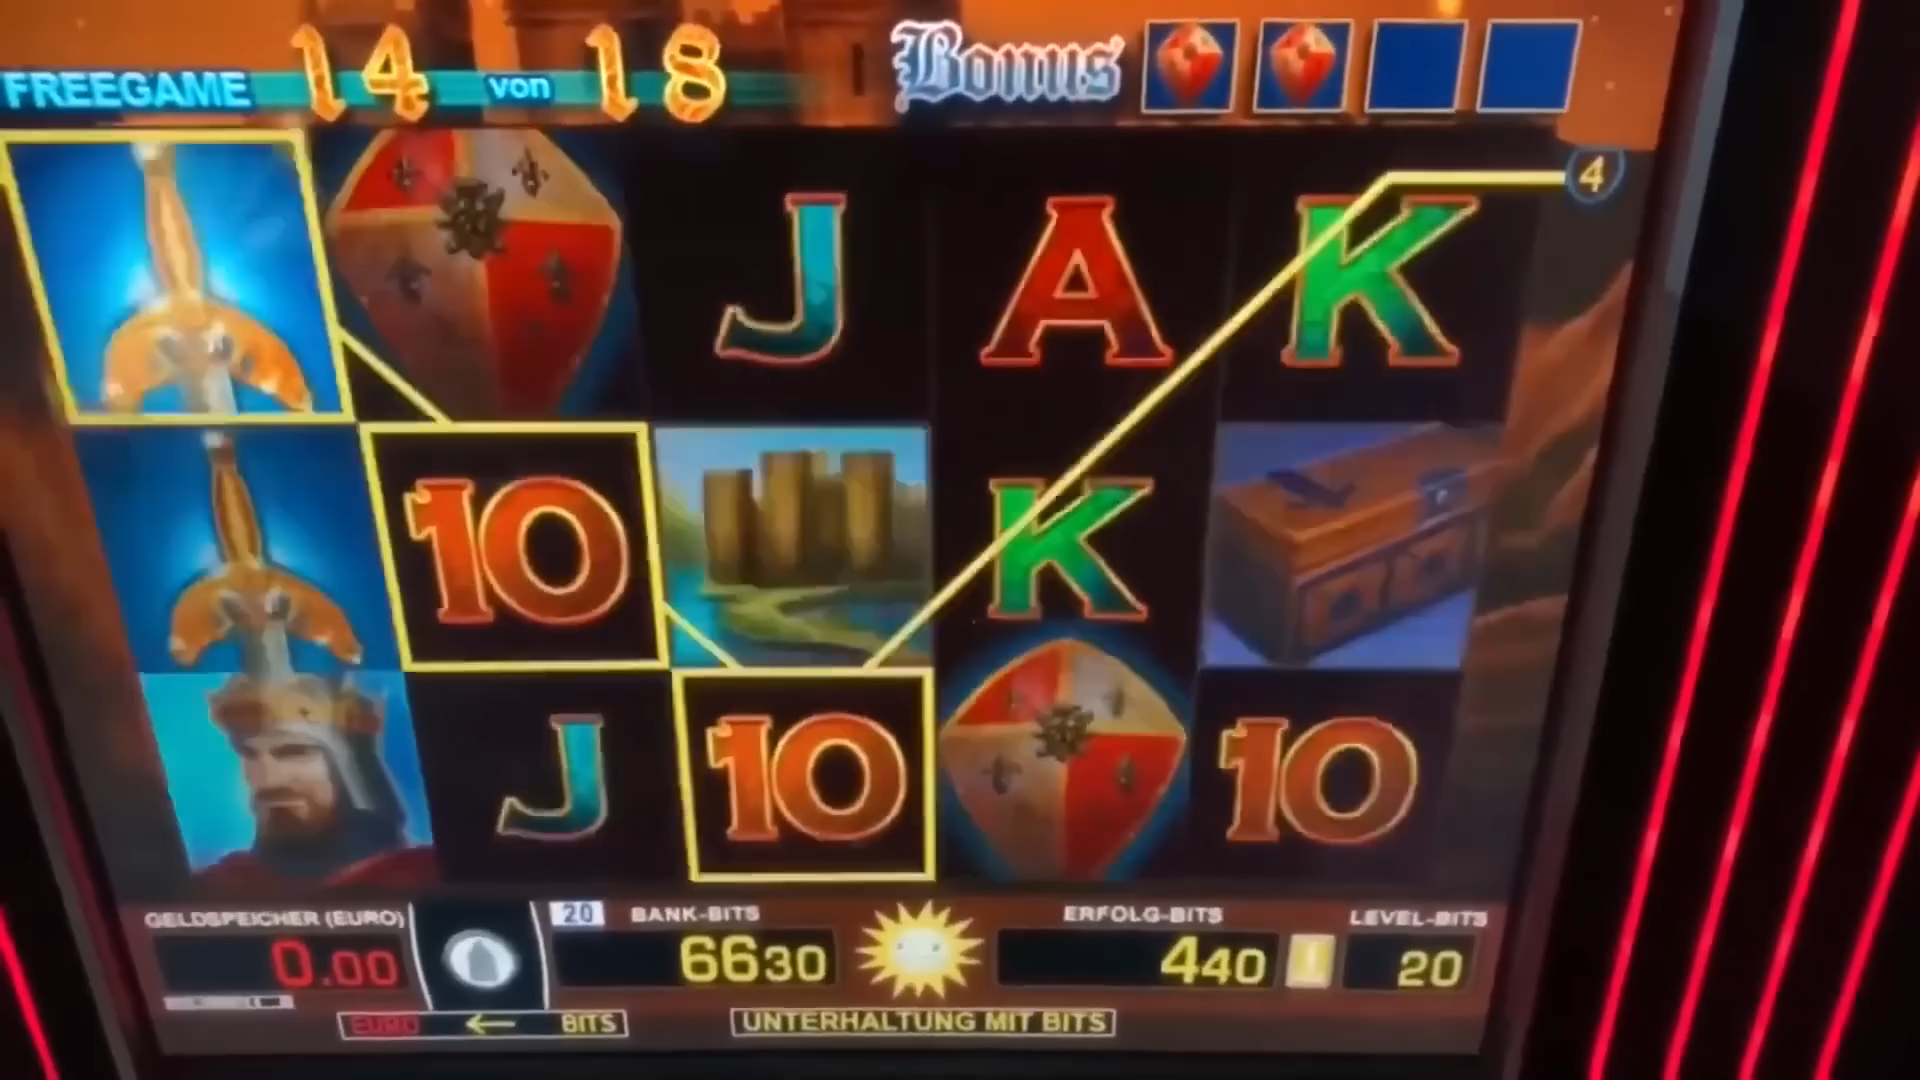 FREEGAME 14 von 18 Bonus
4
J A K
10 K
J 10 10
GELDSPEICHER (EURO) 20 BANK-BITS ERFOLG-BITS LEVEL-BITS
0.00 6630 440 20
EURO ← BITS UNTERHALTUNG MIT BITS